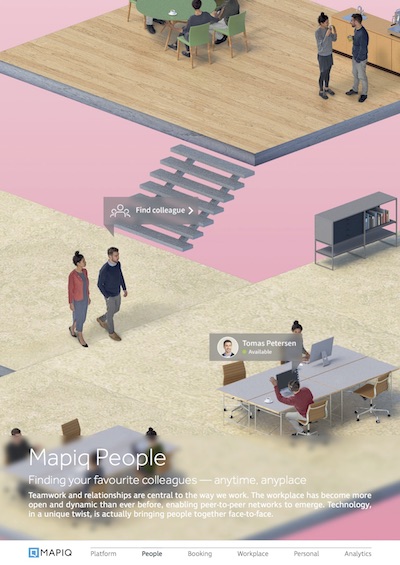 Find colleague
Tomas Petersen
Available
Mapiq People
Finding your favourite colleagues — anytime, anyplace
Teamwork and relationships are central to the way we work. The workplace has become more
open and dynamic than ever before, enabling peer-to-peer networks to emerge. Technology,
in a unique twist, is actually bringing people together face-to-face.
MAPIQ Platform People Booking Workplace Personal Analytics